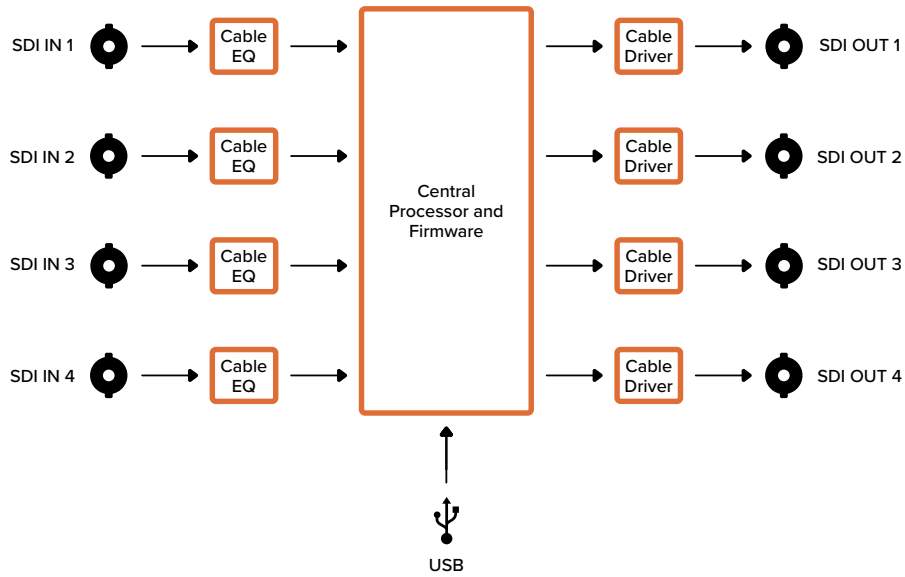 SDI IN 1
Cable
EQ
Cable
Driver
SDI OUT 1
SDI IN 2
Cable
EQ
Cable
Driver
SDI OUT 2
Central
Processor and
Firmware
SDI IN 3
Cable
EQ
Cable
Driver
SDI OUT 3
SDI IN 4
Cable
EQ
Cable
Driver
SDI OUT 4
USB